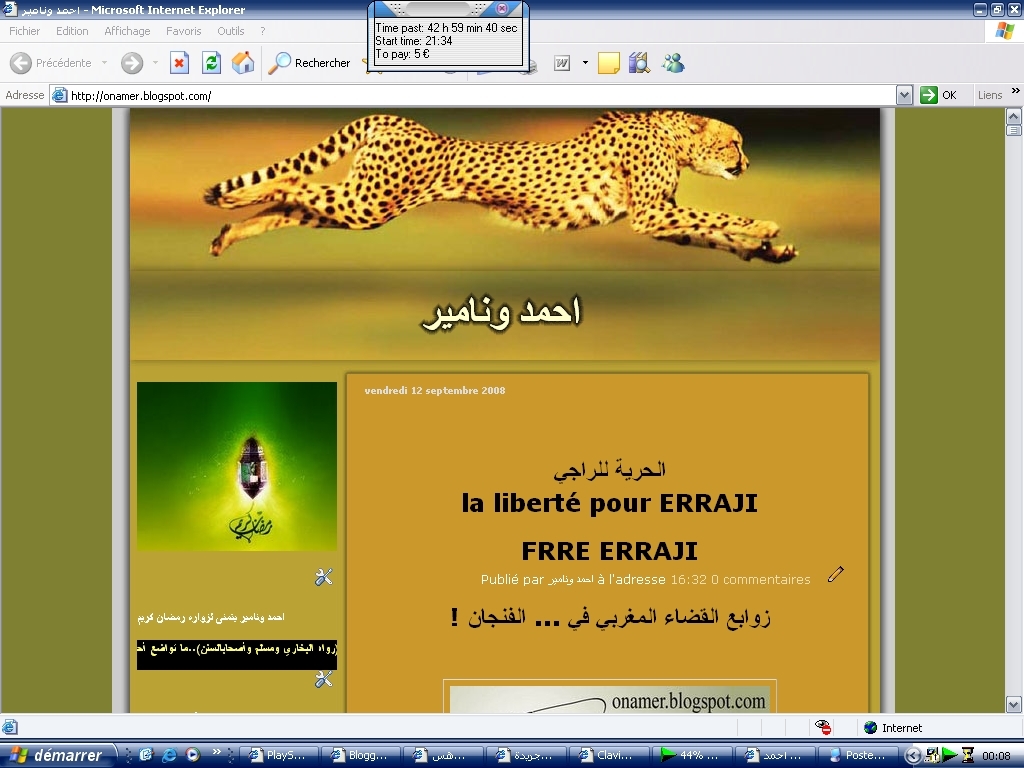 احمد ونامير - Microsoft Internet Explorer
Time past: 42 h 59 min 40 sec
Start time: 21:34
To pay: 5 €
Fichier Edition Affichage Favoris Outils ?
Précédente Rechercher
Adresse http://onamer.blogspot.com/ OK Liens »
احمد ونامير
vendredi 12 septembre 2008
الحرية للراجي
la liberté pour ERRAJI
FRRE ERRAJI
Publié par احمد ونامير à l'adresse 16:32 0 commentaires
زوابع القضاء المغربي في ... الفنجان !
onamer.blogspot.com
رمضان كريم
احمد ونامير يتمنى لزواره رمضان كريم
(رواه البخاري ومسلم وأصحابالسنن)..ما تواضع أح
Internet
démarrer » PlayS... Blogg... هس... جريدة... Clavi... 44% ... احمد ... Poste... 00:08